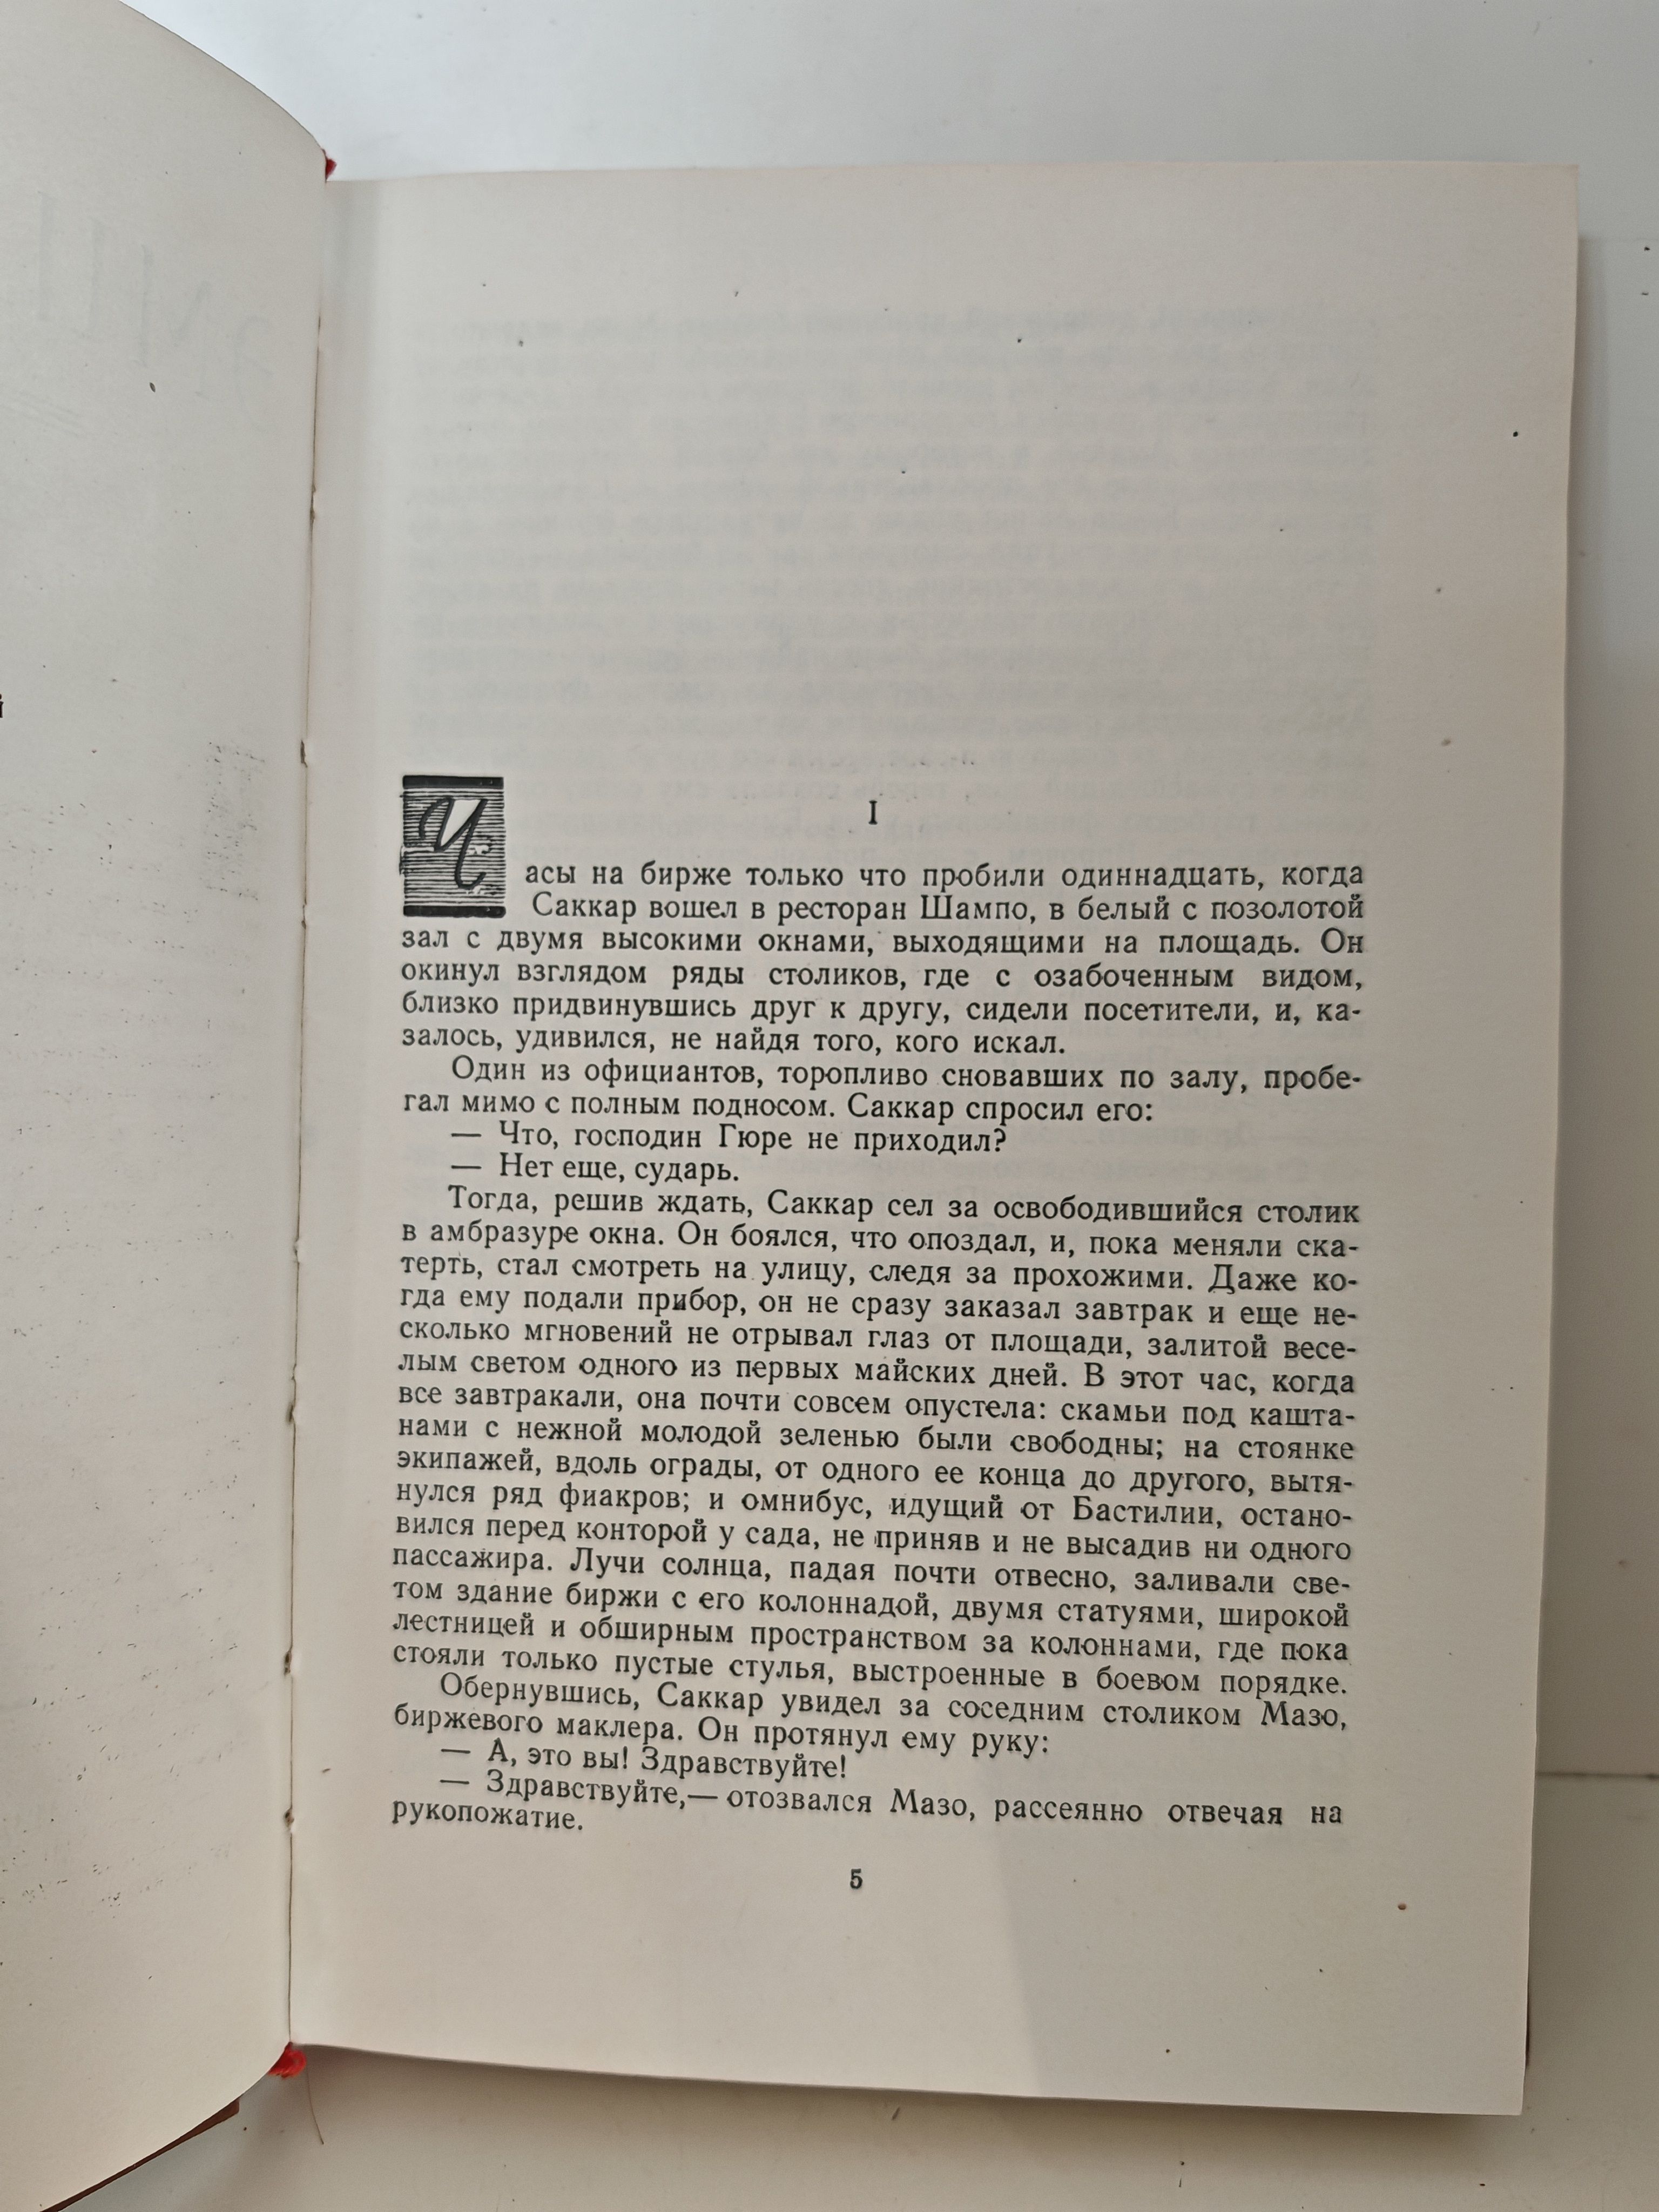 I
Часы на бирже только что пробили одиннадцать, когда
Саккар вошел в ресторан Шампо, в белый с позолотой
зал с двумя высокими окнами, выходящими на площадь. Он
окинул взглядом ряды столиков, где с озабоченным видом,
близко придвинувшись друг к другу, сидели посетители, и, ка-
залось, удивился, не найдя того, кого искал.
Один из официантов, торопливо сновавших по залу, пробе-
гал мимо с полным подносом. Саккар спросил его:
— Что, господин Гюре не приходил?
— Нет еще, сударь.
Тогда, решив ждать, Саккар сел за освободившийся столик
в амбразуре окна. Он боялся, что опоздал, и, пока меняли ска-
терть, стал смотреть на улицу, следя за прохожими. Даже ко-
гда ему подали прибор, он не сразу заказал завтрак и еще не-
сколько мгновений не отрывал глаз от площади, залитой весе-
лым светом одного из первых майских дней. В этот час, когда
все завтракали, она почти совсем опустела: скамьи под кашта-
нами с нежной молодой зеленью были свободны; на стоянке
экипажей, вдоль ограды, от одного ее конца до другого, вытя-
нулся ряд фиакров; и омнибус, идущий от Бастилии, остано-
вился перед конторой у сада, не приняв и не высадив ни одного
пассажира. Лучи солнца, падая почти отвесно, заливали све-
том здание биржи с его колоннадой, двумя статуями, широкой
лестницей и обширным пространством за колоннами, где пока
стояли только пустые стулья, выстроенные в боевом порядке.
Обернувшись, Саккар увидел за соседним столиком Мазо,
биржевого маклера. Он протянул ему руку:
— А, это вы! Здравствуйте!
— Здравствуйте,— отозвался Мазо, рассеянно отвечая на
рукопожатие.
5